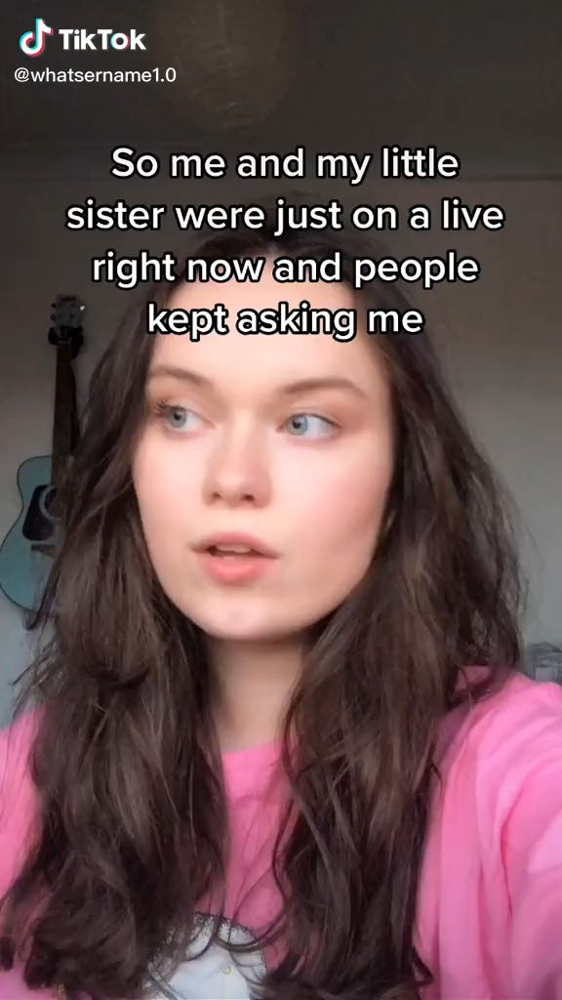 TikTok
@whatsername1.0
So me and my little
sister were just on a live
right now and people
kept asking me